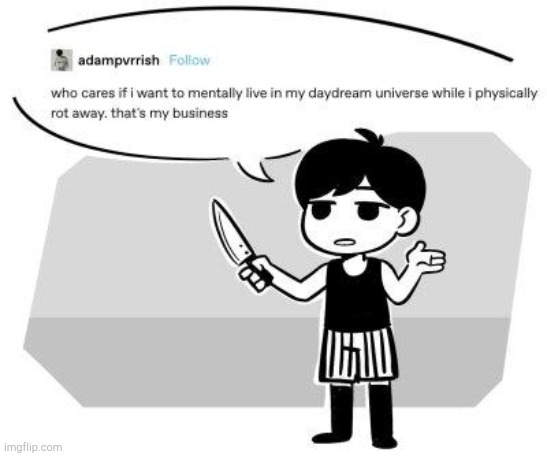 adampvrrish Follow
who cares if i want to mentally live in my daydream universe while i physically
rot away. that's my business
imgflip.com